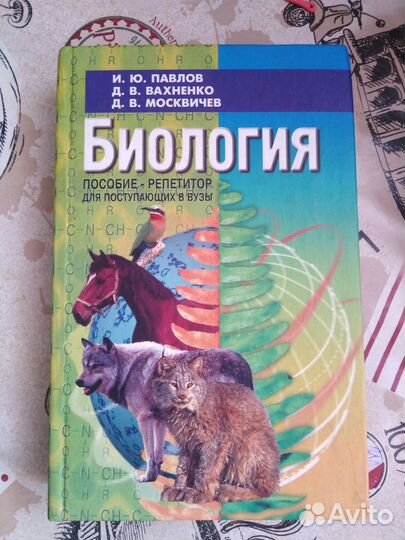 И. Ю. ПАВЛОВ
Д. В. ВАХНЕНКО
Д. В. МОСКВИЧЕВ
БИОЛОГИЯ
ПОСОБИЕ - РЕПЕТИТОР
ДЛЯ ПОСТУПАЮЩИХ В ВУЗЫ
Avito